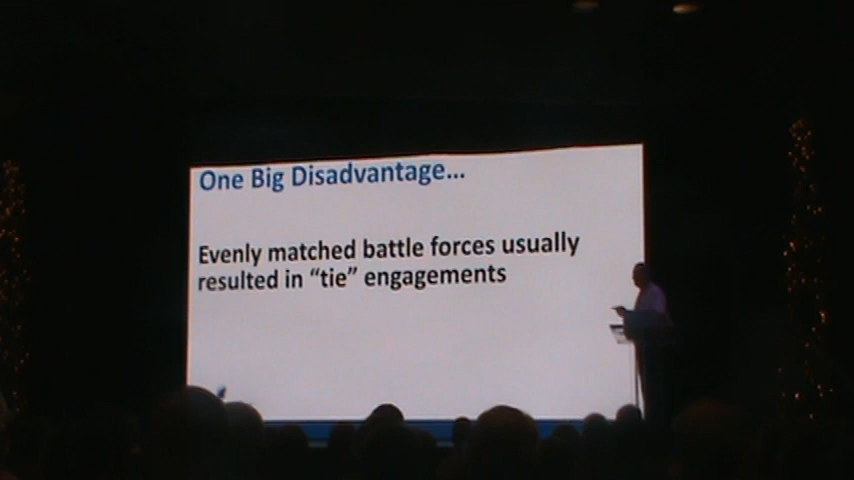 One Big Disadvantage...
Evenly matched battle forces usually
resulted in “tie” engagements